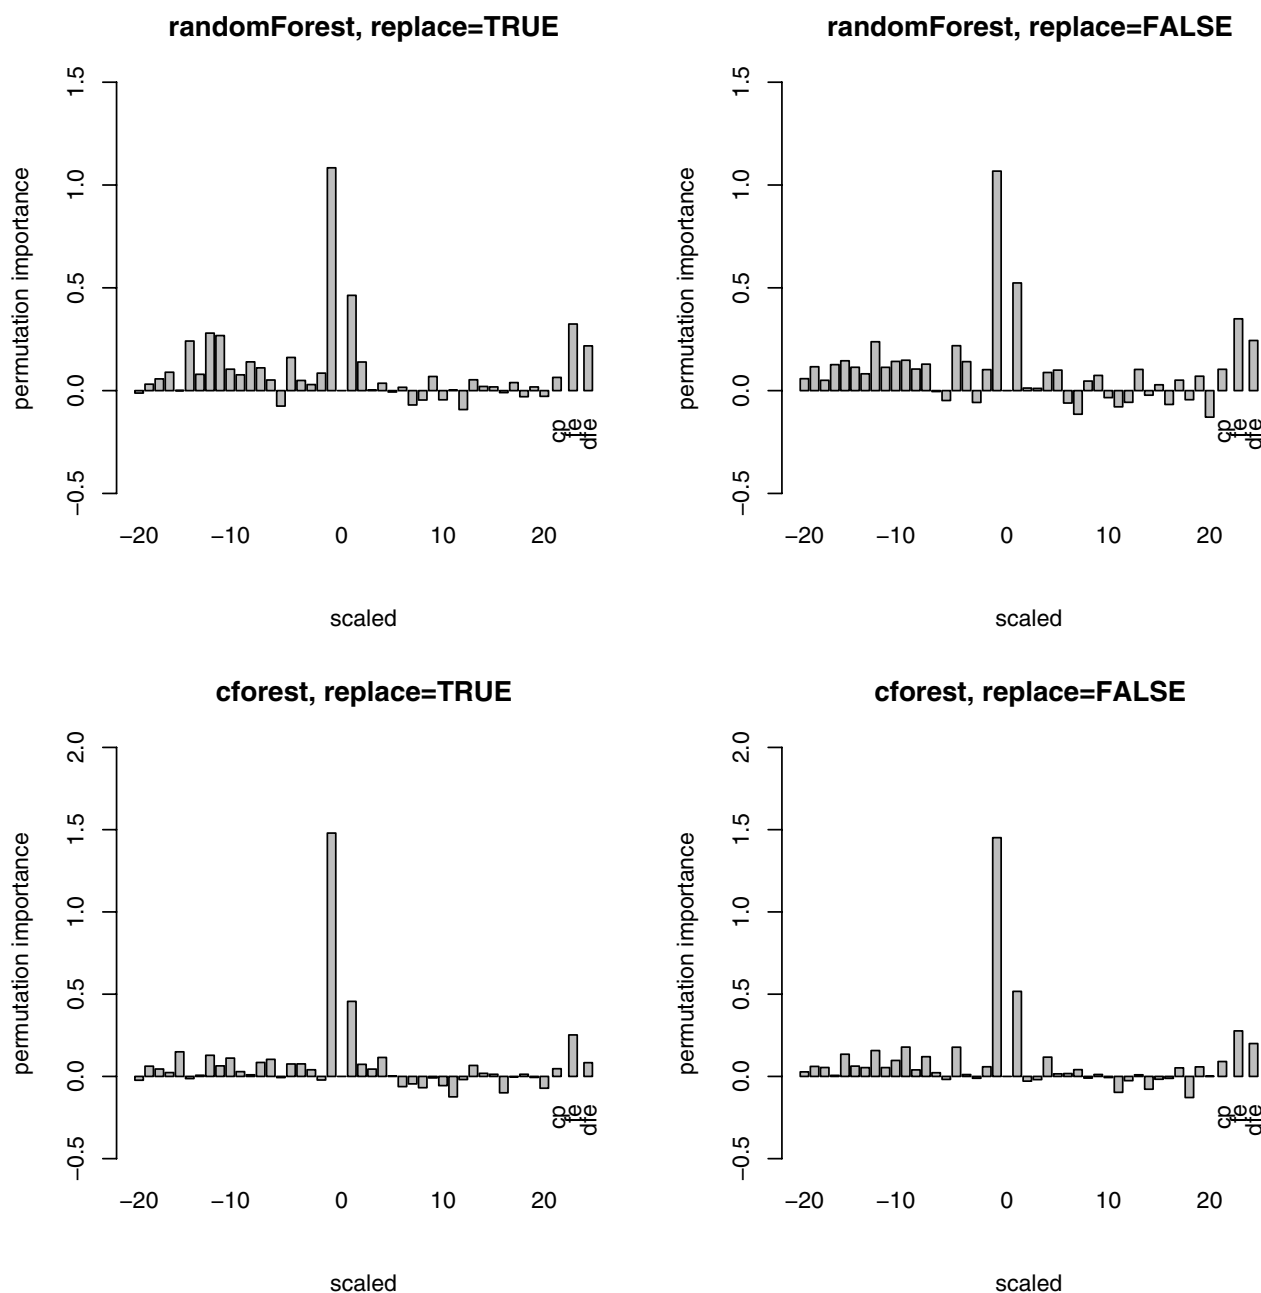 randomForest, replace=TRUE
permutation importance
1.5
1.0
0.5
0.0
−0.5
cp
fe
dfe
−20 −10 0 10 20
scaled
randomForest, replace=FALSE
permutation importance
1.5
1.0
0.5
0.0
−0.5
cp
fe
dfe
−20 −10 0 10 20
scaled
cforest, replace=TRUE
permutation importance
2.0
1.5
1.0
0.5
0.0
−0.5
cp
fe
dfe
−20 −10 0 10 20
scaled
cforest, replace=FALSE
permutation importance
2.0
1.5
1.0
0.5
0.0
−0.5
cp
fe
dfe
−20 −10 0 10 20
scaled